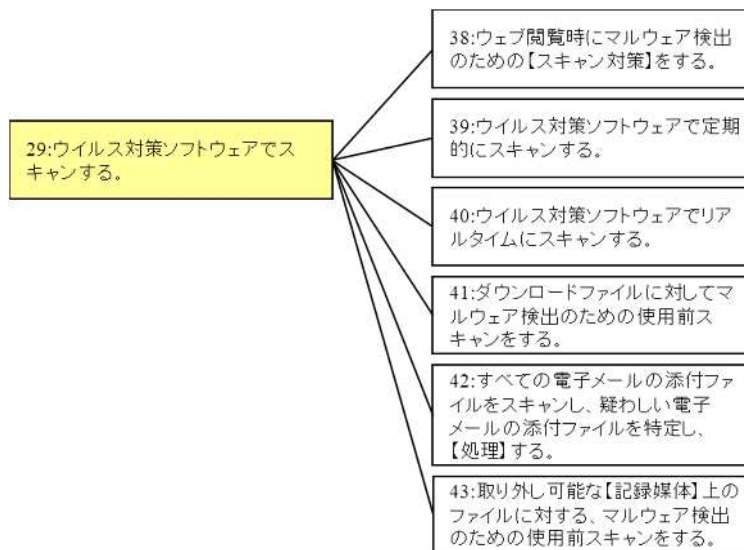 38:ウェブ閲覧時にマルウェア検出
のための【スキャン対策】をする。
29:ウイルス対策ソフトウェアでス
キャンする。
39:ウイルス対策ソフトウェアで定期
的にスキャンする。
40:ウイルス対策ソフトウェアでリア
ルタイムにスキャンする。
41:ダウンロードファイルに対してマ
ルウェア検出のための使用前ス
キャンをする。
42:すべての電子メールの添付ファ
イルをスキャンし、疑わしい電子
メールの添付ファイルを特定し、
【処理】する。
43:取り外し可能な【記録媒体】上の
ファイルに対する、マルウェア検出
のための使用前スキャンをする。